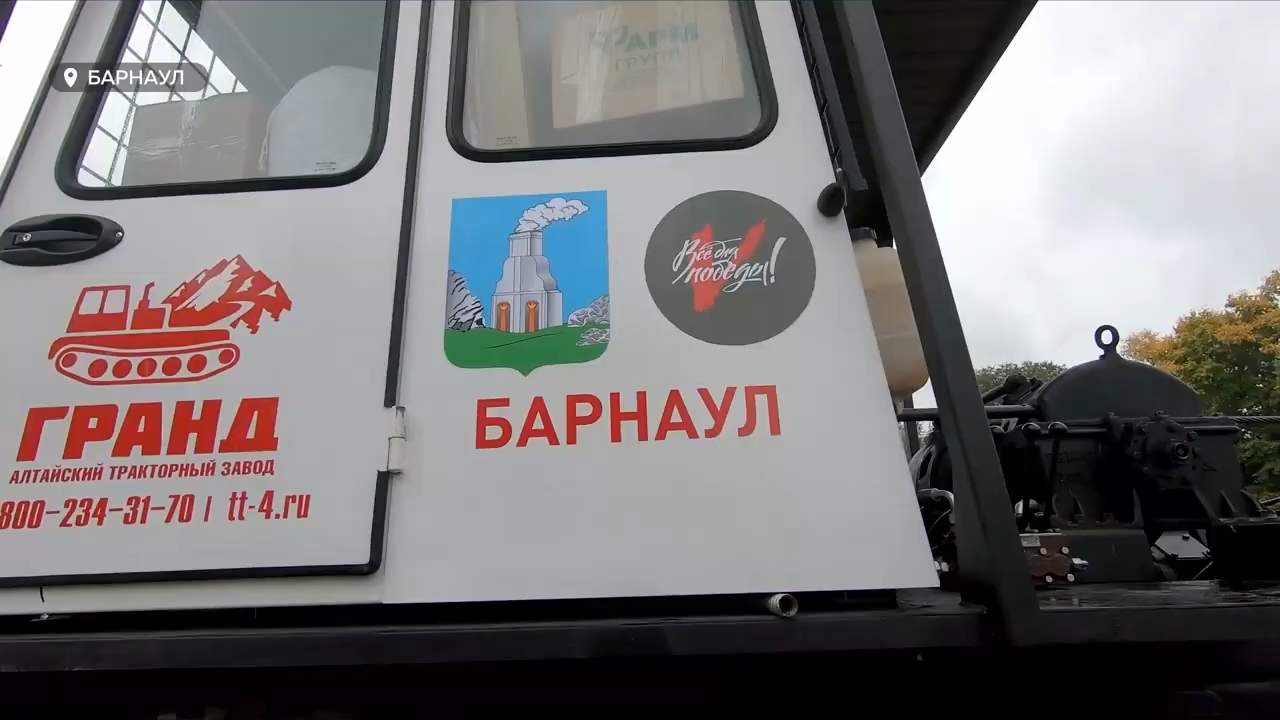 БАРНАУЛ
Всё для
победы!
БАРНАУЛ
ГРАНД
АЛТАЙСКИЙ ТРАКТОРНЫЙ ЗАВОД
800-234-31-70 | tt-4.ru